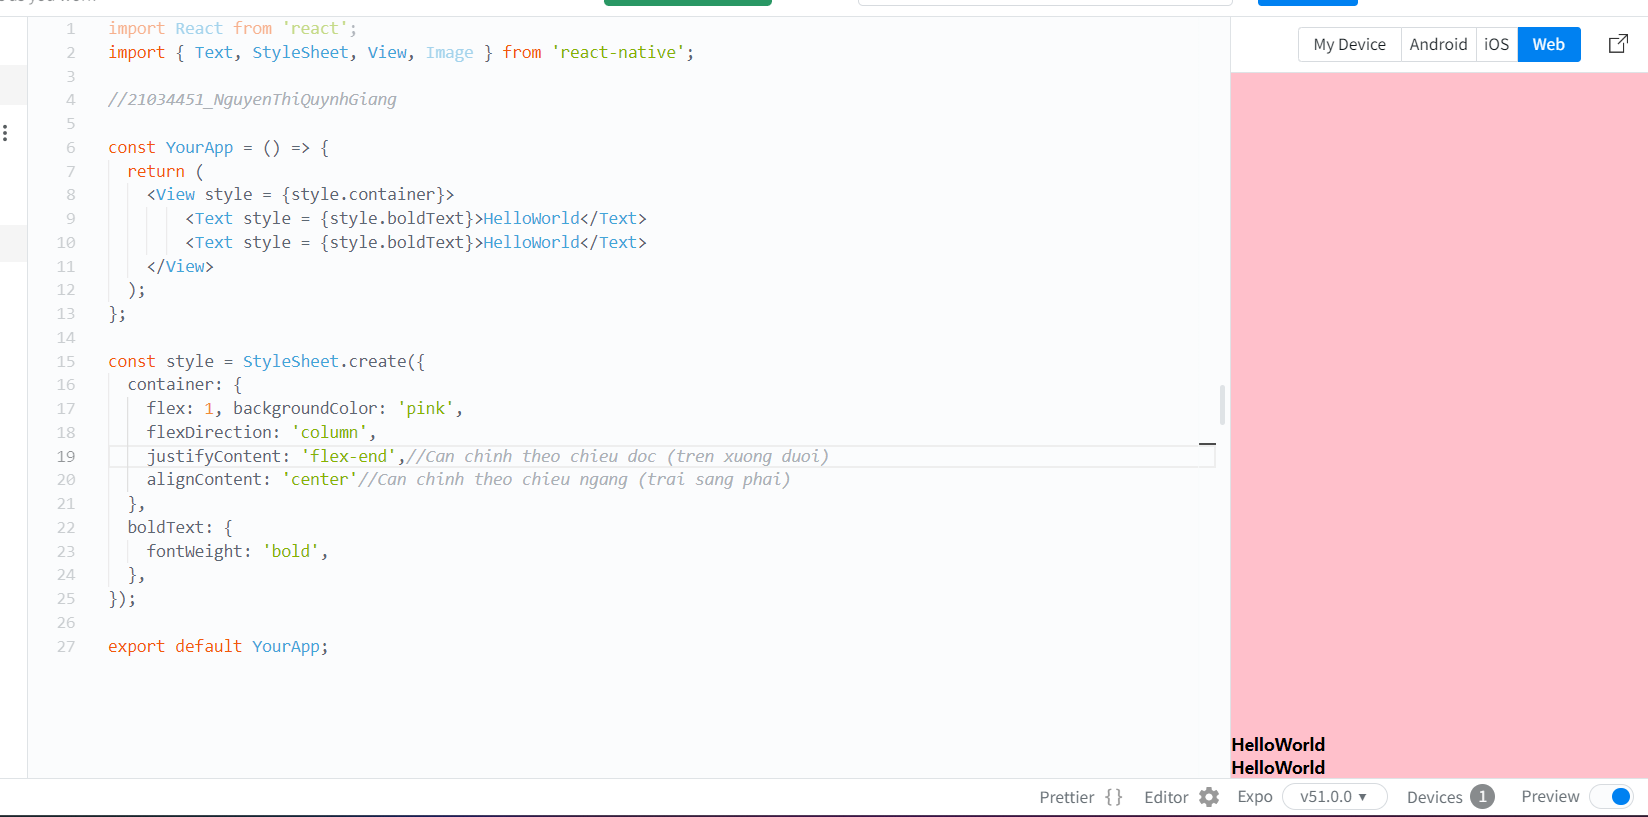 My Device Android iOS Web
1 import React from 'react';
2 import { Text, StyleSheet, View, Image } from 'react-native';
3
4 //21034451_NguyenThiQuynhGiang
5
6 const YourApp = () => {
7 return (
8 <View style = {style.container}>
9 <Text style = {style.boldText}>HelloWorld</Text>
10 <Text style = {style.boldText}>HelloWorld</Text>
11 </View>
12 );
13 };
14
15 const style = StyleSheet.create({
16 container: {
17 flex: 1, backgroundColor: 'pink',
18 flexDirection: 'column',
19 justifyContent: 'flex-end',//Can chinh theo chieu doc (tren xuong duoi)
20 alignContent: 'center'//Can chinh theo chieu ngang (trai sang phai)
21 },
22 boldText: {
23 fontWeight: 'bold',
24 },
25 });
26
27 export default YourApp;
HelloWorld
HelloWorld
Prettier {} Editor Expo v51.0.0 Devices 1 Preview